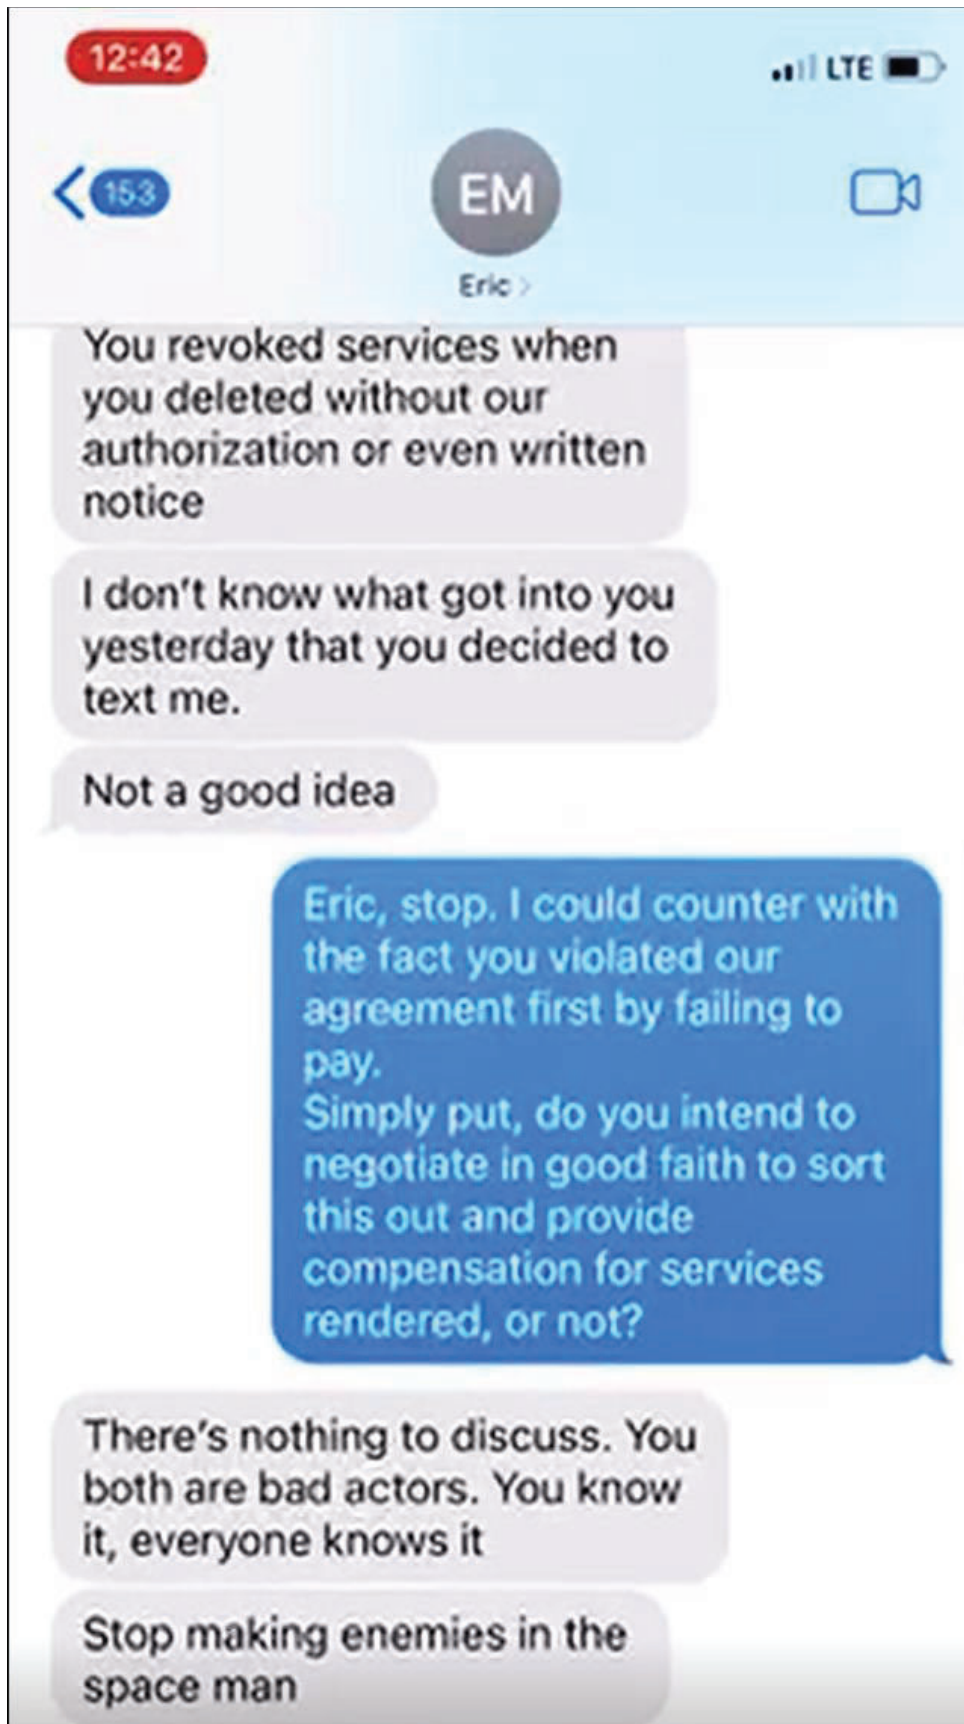 12:42
LTE
153
EM
Eric
You revoked services when
you deleted without our
authorization or even written
notice
I don't know what got into you
yesterday that you decided to
text me.
Not a good idea
Eric, stop. I could counter with
the fact you violated our
agreement first by failing to
pay.
Simply put, do you intend to
negotiate in good faith to sort
this out and provide
compensation for services
rendered, or not?
There's nothing to discuss. You
both are bad actors. You know
it, everyone knows it
Stop making enemies in the
space man